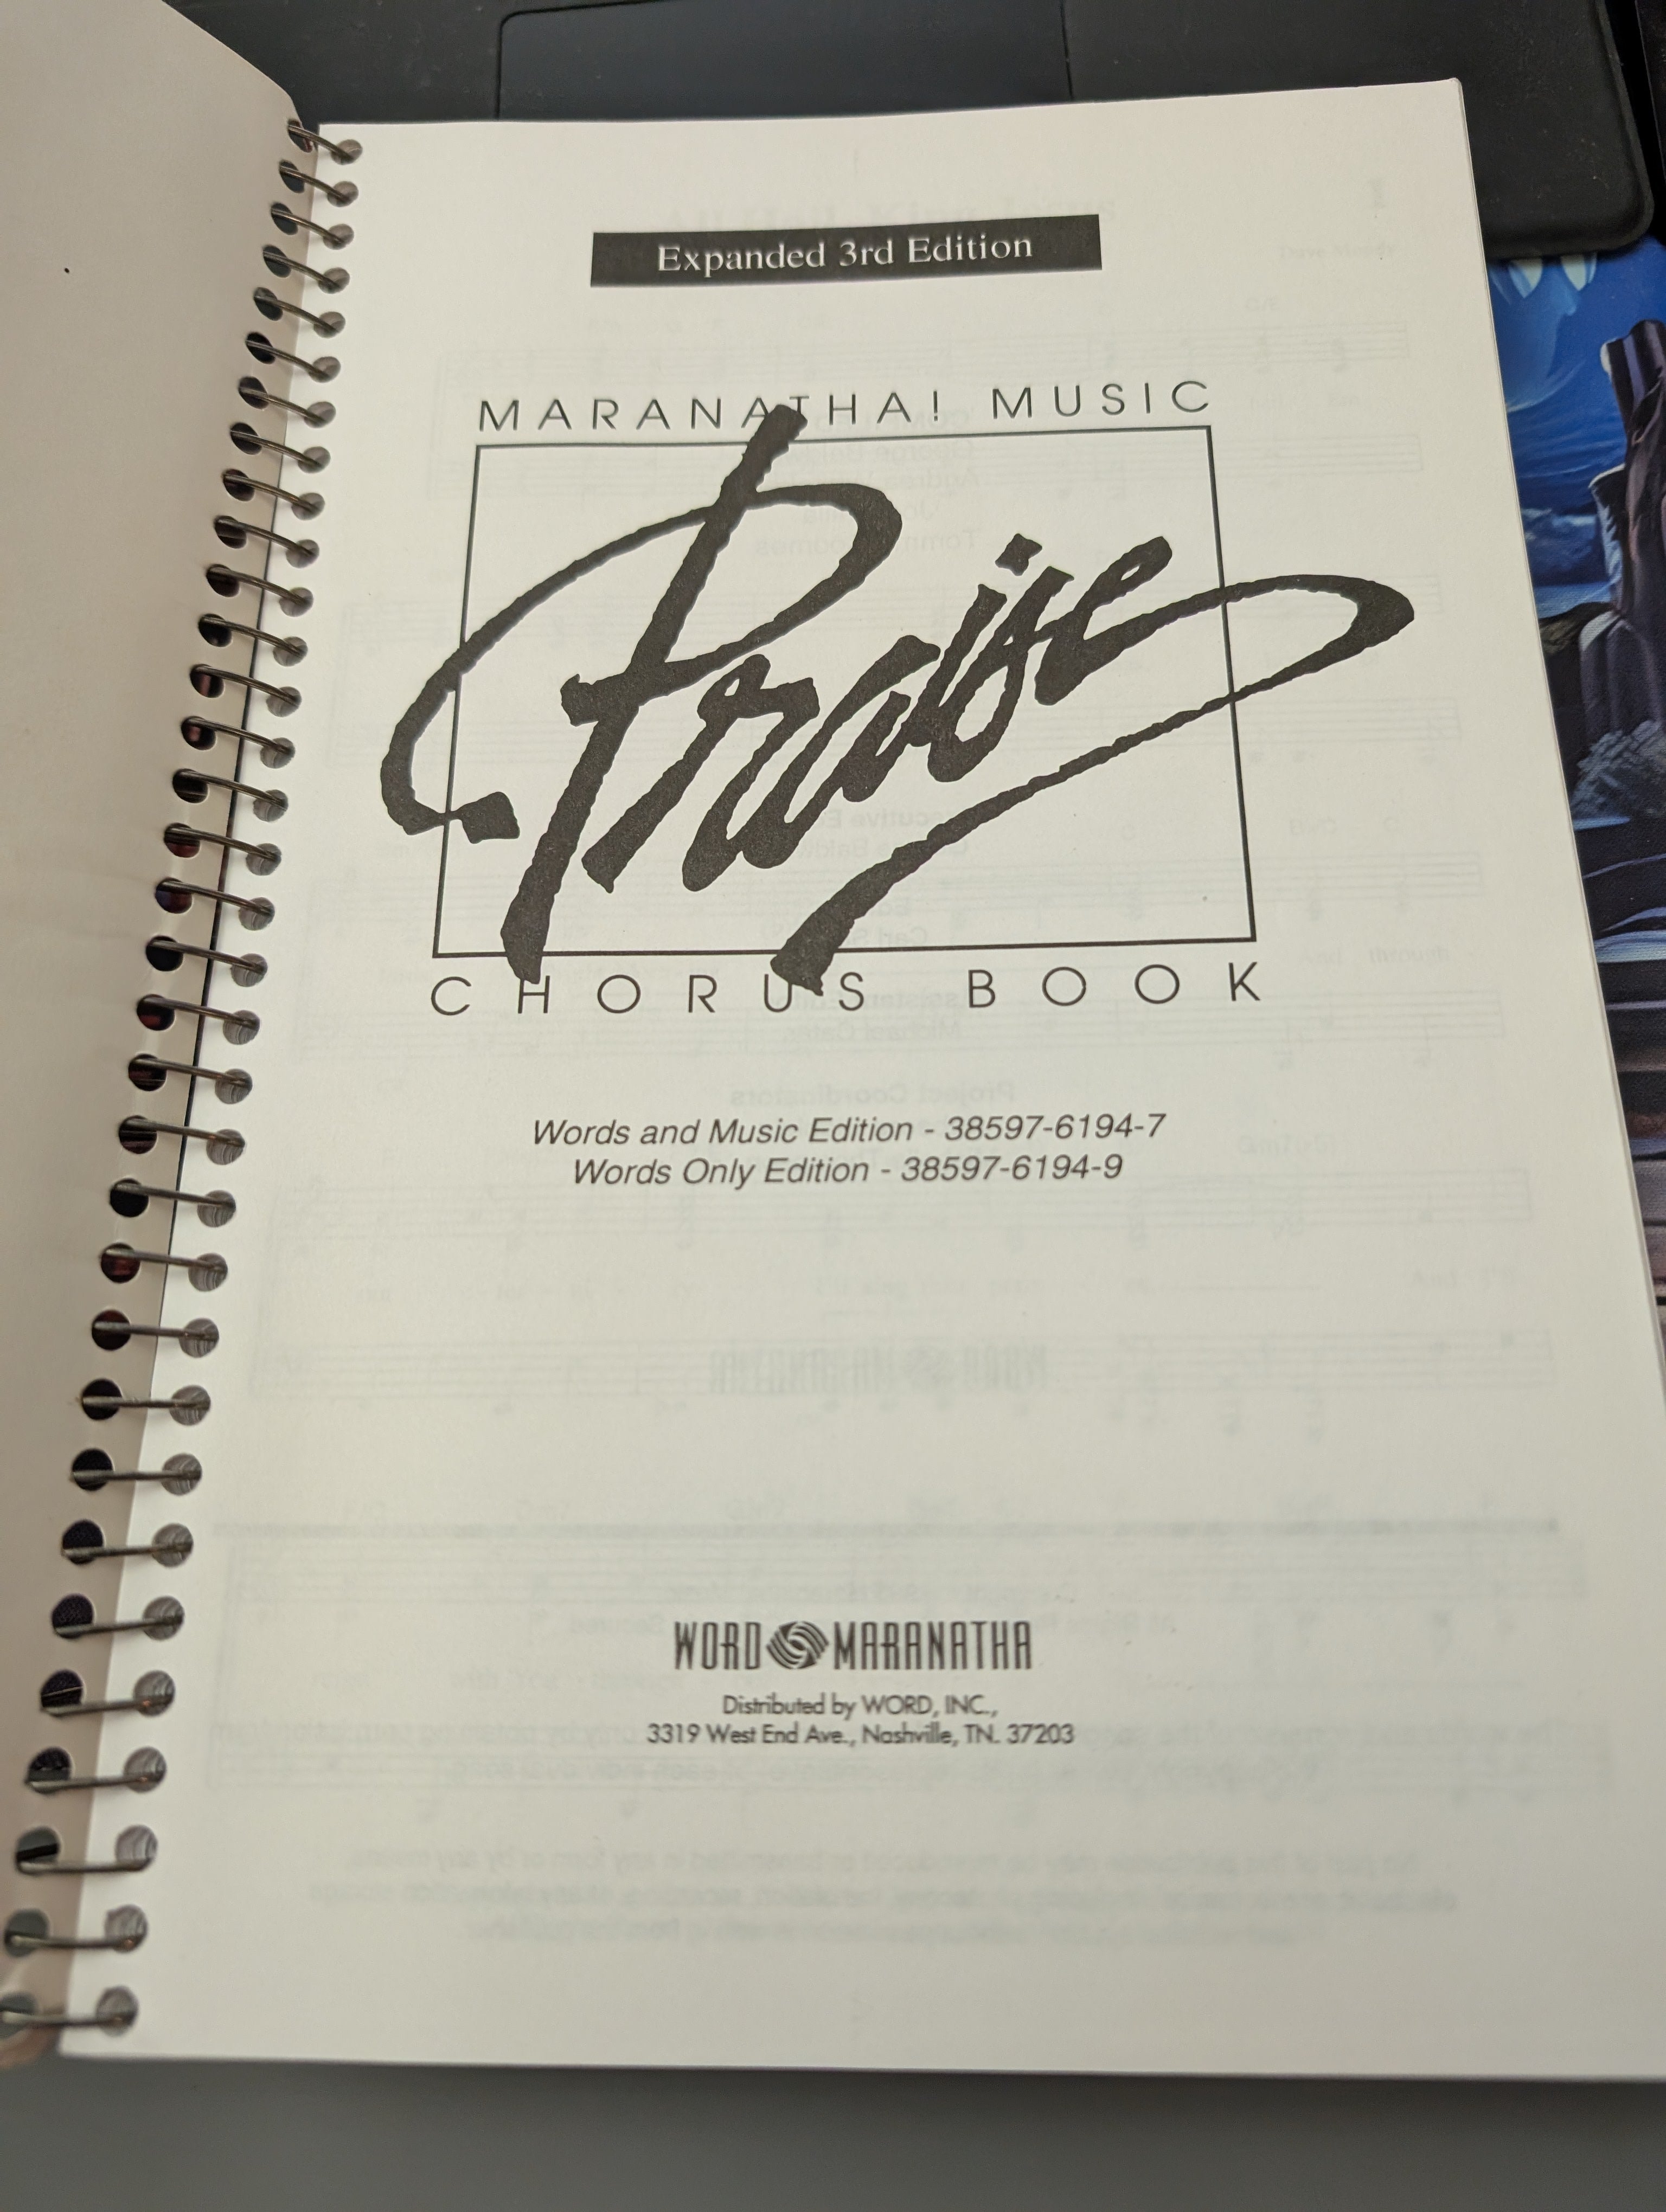 Expanded 3rd Edition
MARANATHA! MUSIC
Praise
CHORUS BOOK
Words and Music Edition - 38597-6194-7
Words Only Edition - 38597-6194-9
WORD MARANATHA
Distributed by WORD, INC.,
3319 West End Ave., Nashville, TN. 37203